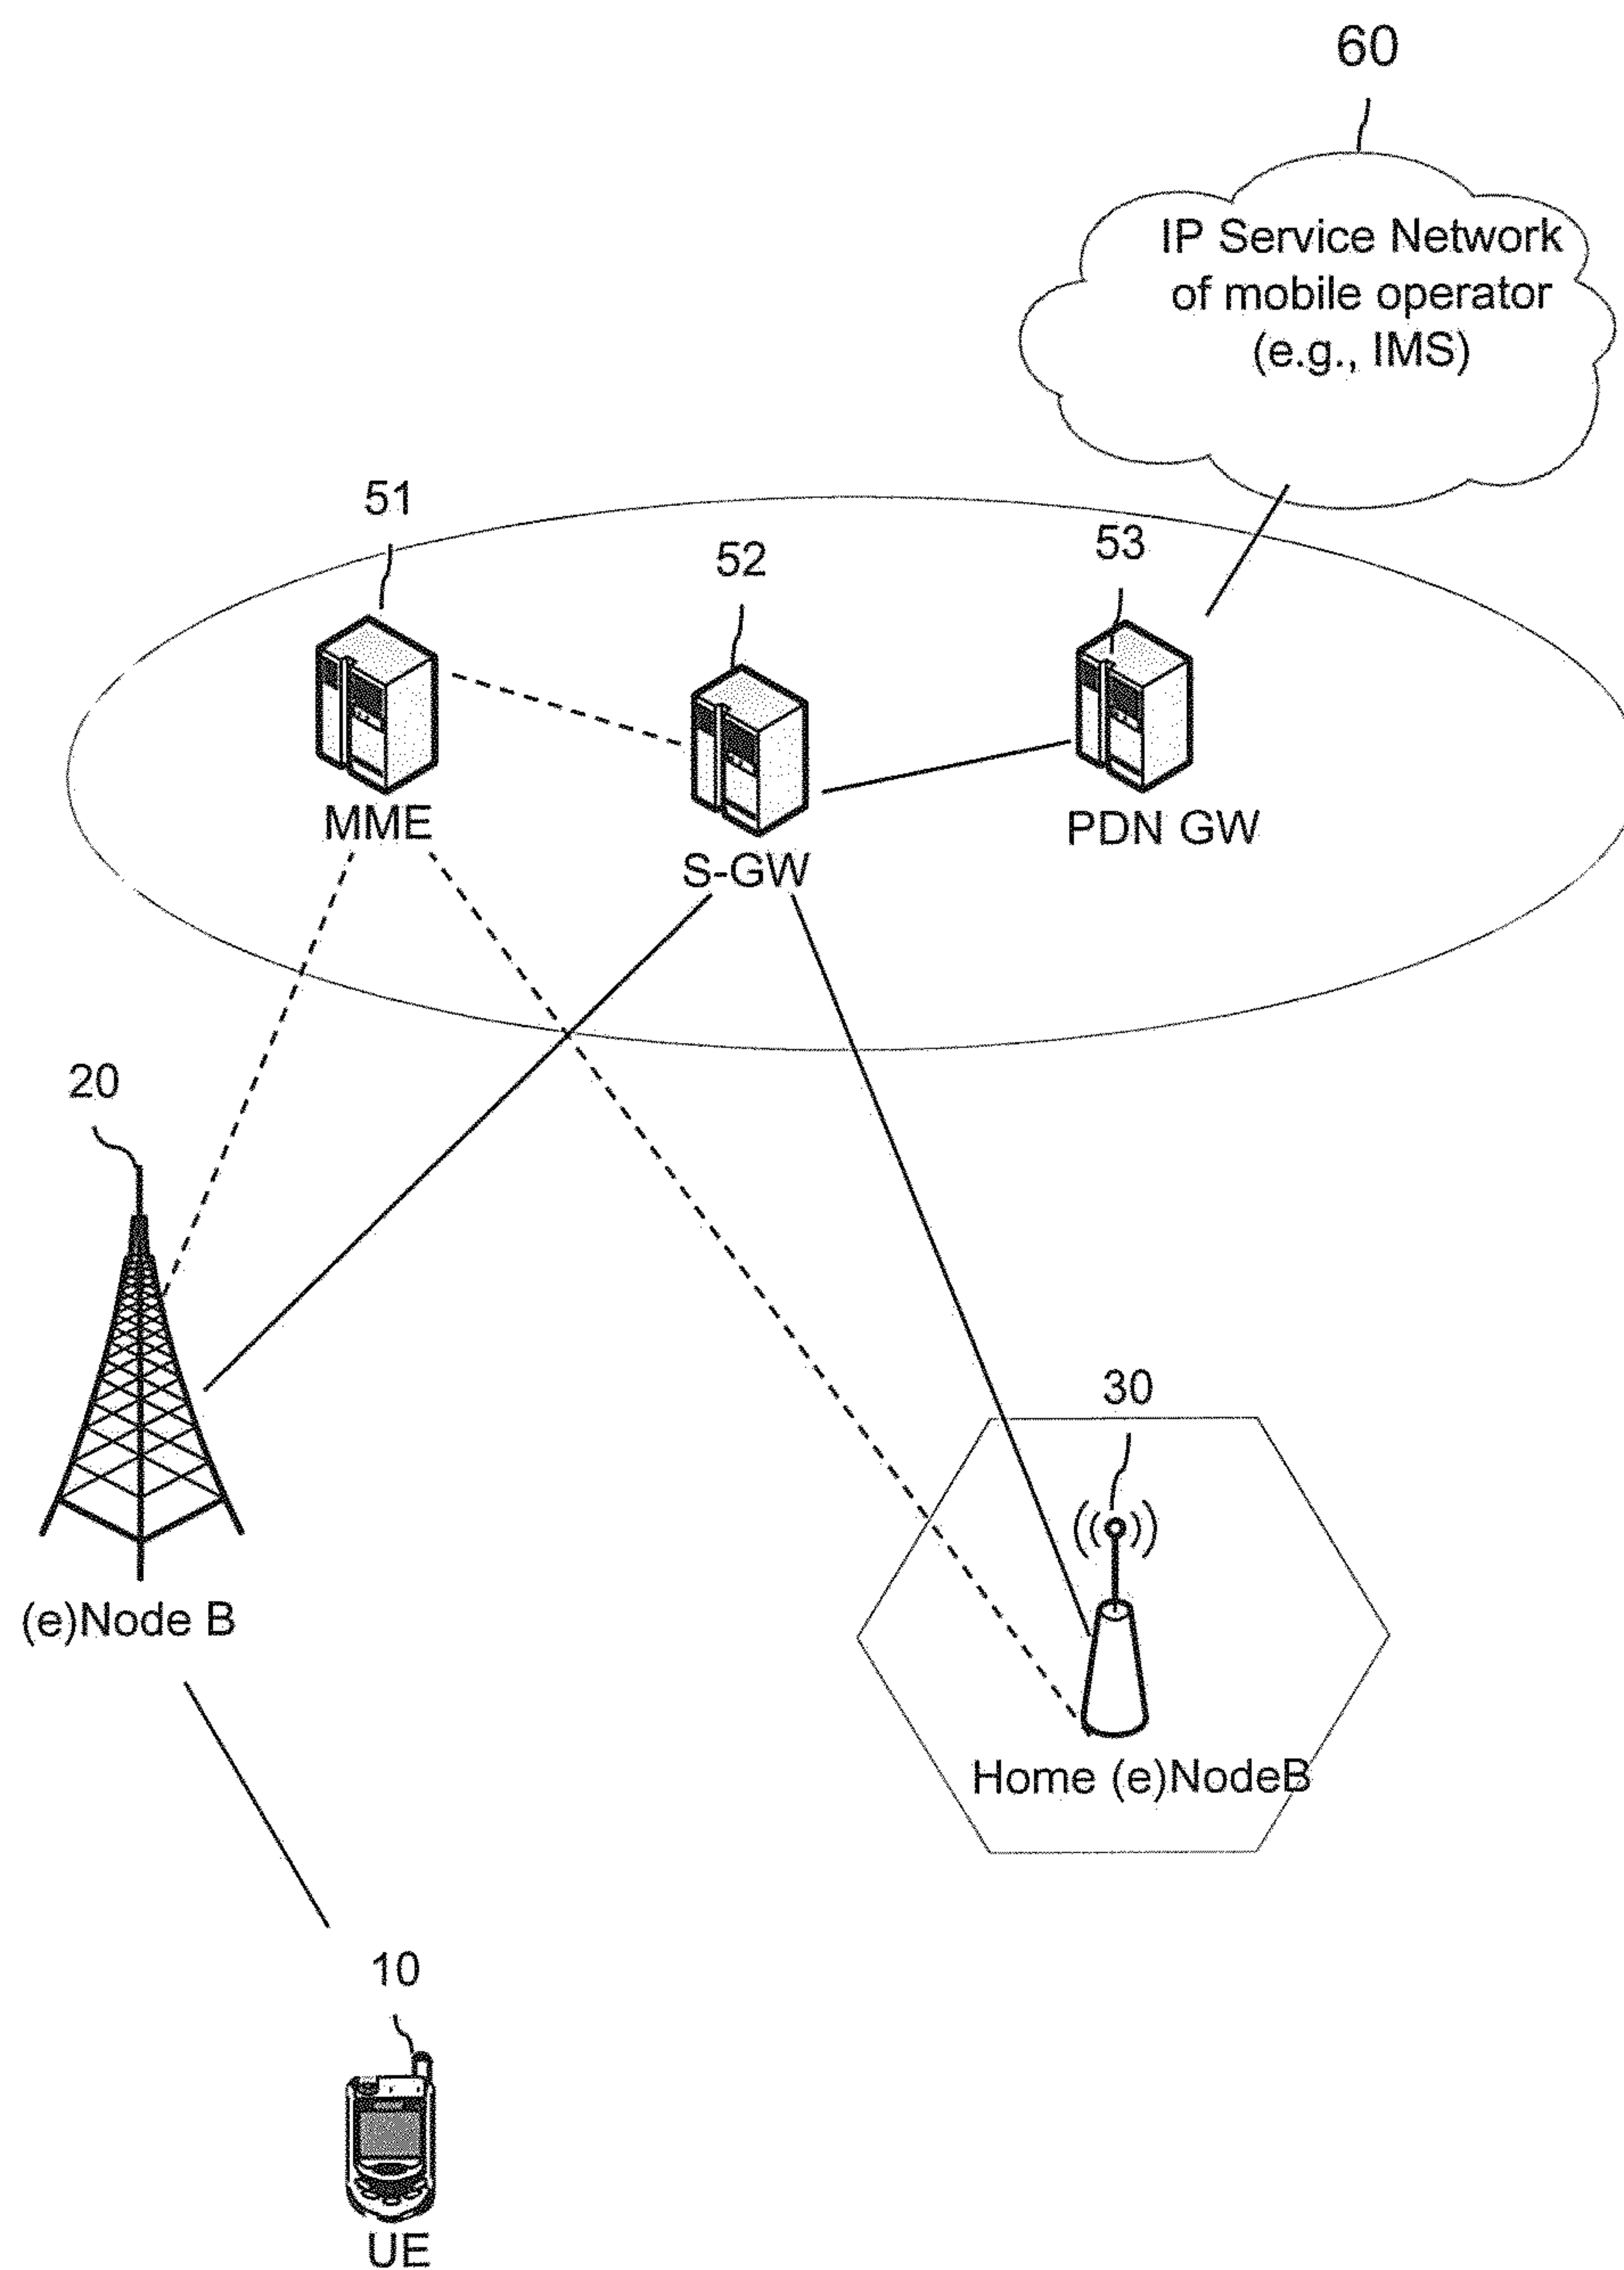 60
IP Service Network
of mobile operator
(e.g., IMS)
51
52
53
MME
S-GW
PDN GW
20
30
(e)Node B
Home (e)NodeB
10
UE